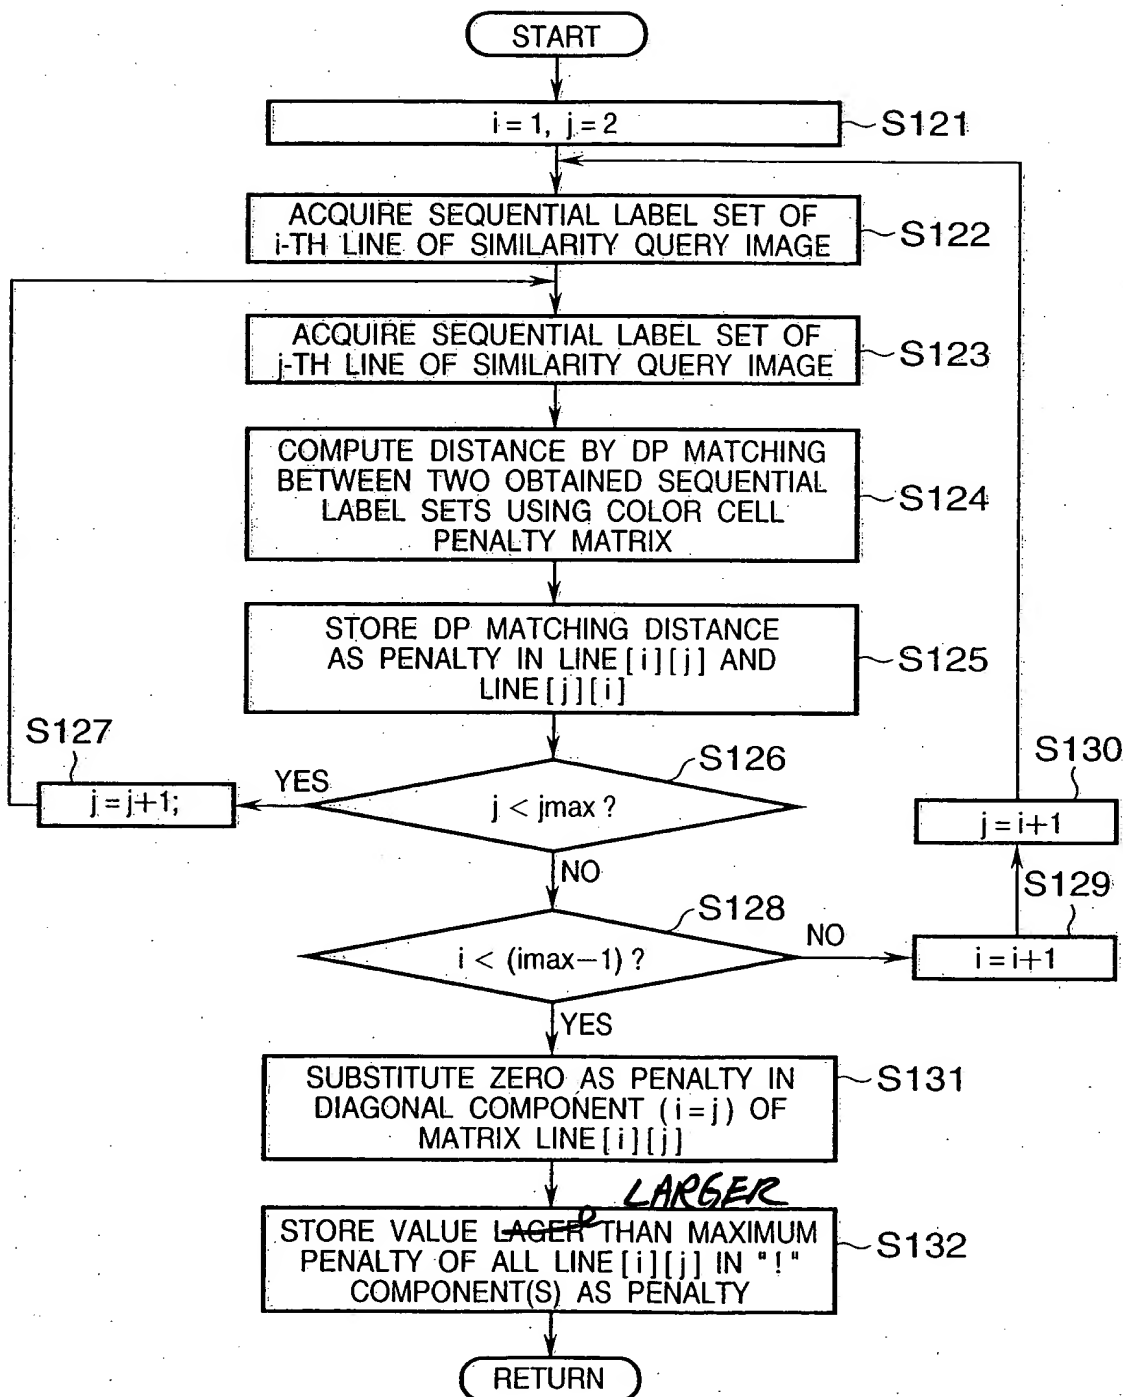 START
i = 1, j = 2
S121
ACQUIRE SEQUENTIAL LABEL SET OF
i-TH LINE OF SIMILARITY QUERY IMAGE
S122
ACQUIRE SEQUENTIAL LABEL SET OF
j-TH LINE OF SIMILARITY QUERY IMAGE
S123
COMPUTE DISTANCE BY DP MATCHING
BETWEEN TWO OBTAINED SEQUENTIAL
LABEL SETS USING COLOR CELL
PENALTY MATRIX
S124
STORE DP MATCHING DISTANCE
AS PENALTY IN LINE[i][j] AND
LINE[j][i]
S125
S127
j = j+1;
YES
S126
j < jmax ?
NO
S130
j = i+1
S128
i < (imax-1) ?
NO
S129
i = i+1
YES
SUBSTITUTE ZERO AS PENALTY IN
DIAGONAL COMPONENT (i=j) OF
MATRIX LINE[i][j]
S131
LARGER
STORE VALUE LAGER THAN MAXIMUM
PENALTY OF ALL LINE[i][j] IN "!"
COMPONENT(S) AS PENALTY
S132
RETURN